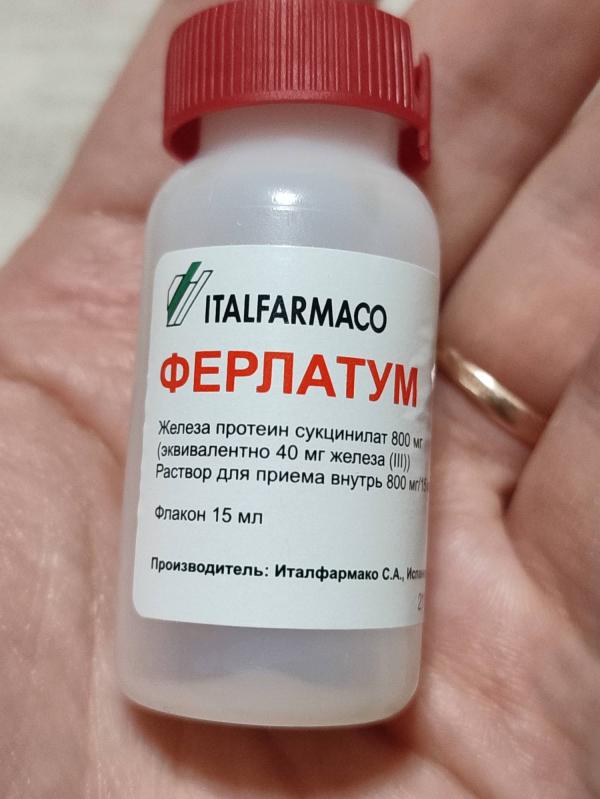 ITALFARMACO
ФЕРЛАТУМ
Железа протеин сукцинилат 800 мг
(эквивалентно 40 мг железа (III))
Раствор для приема внутрь 800 мг/15
Флакон 15 мл
Производитель: Италфармако С.А.,